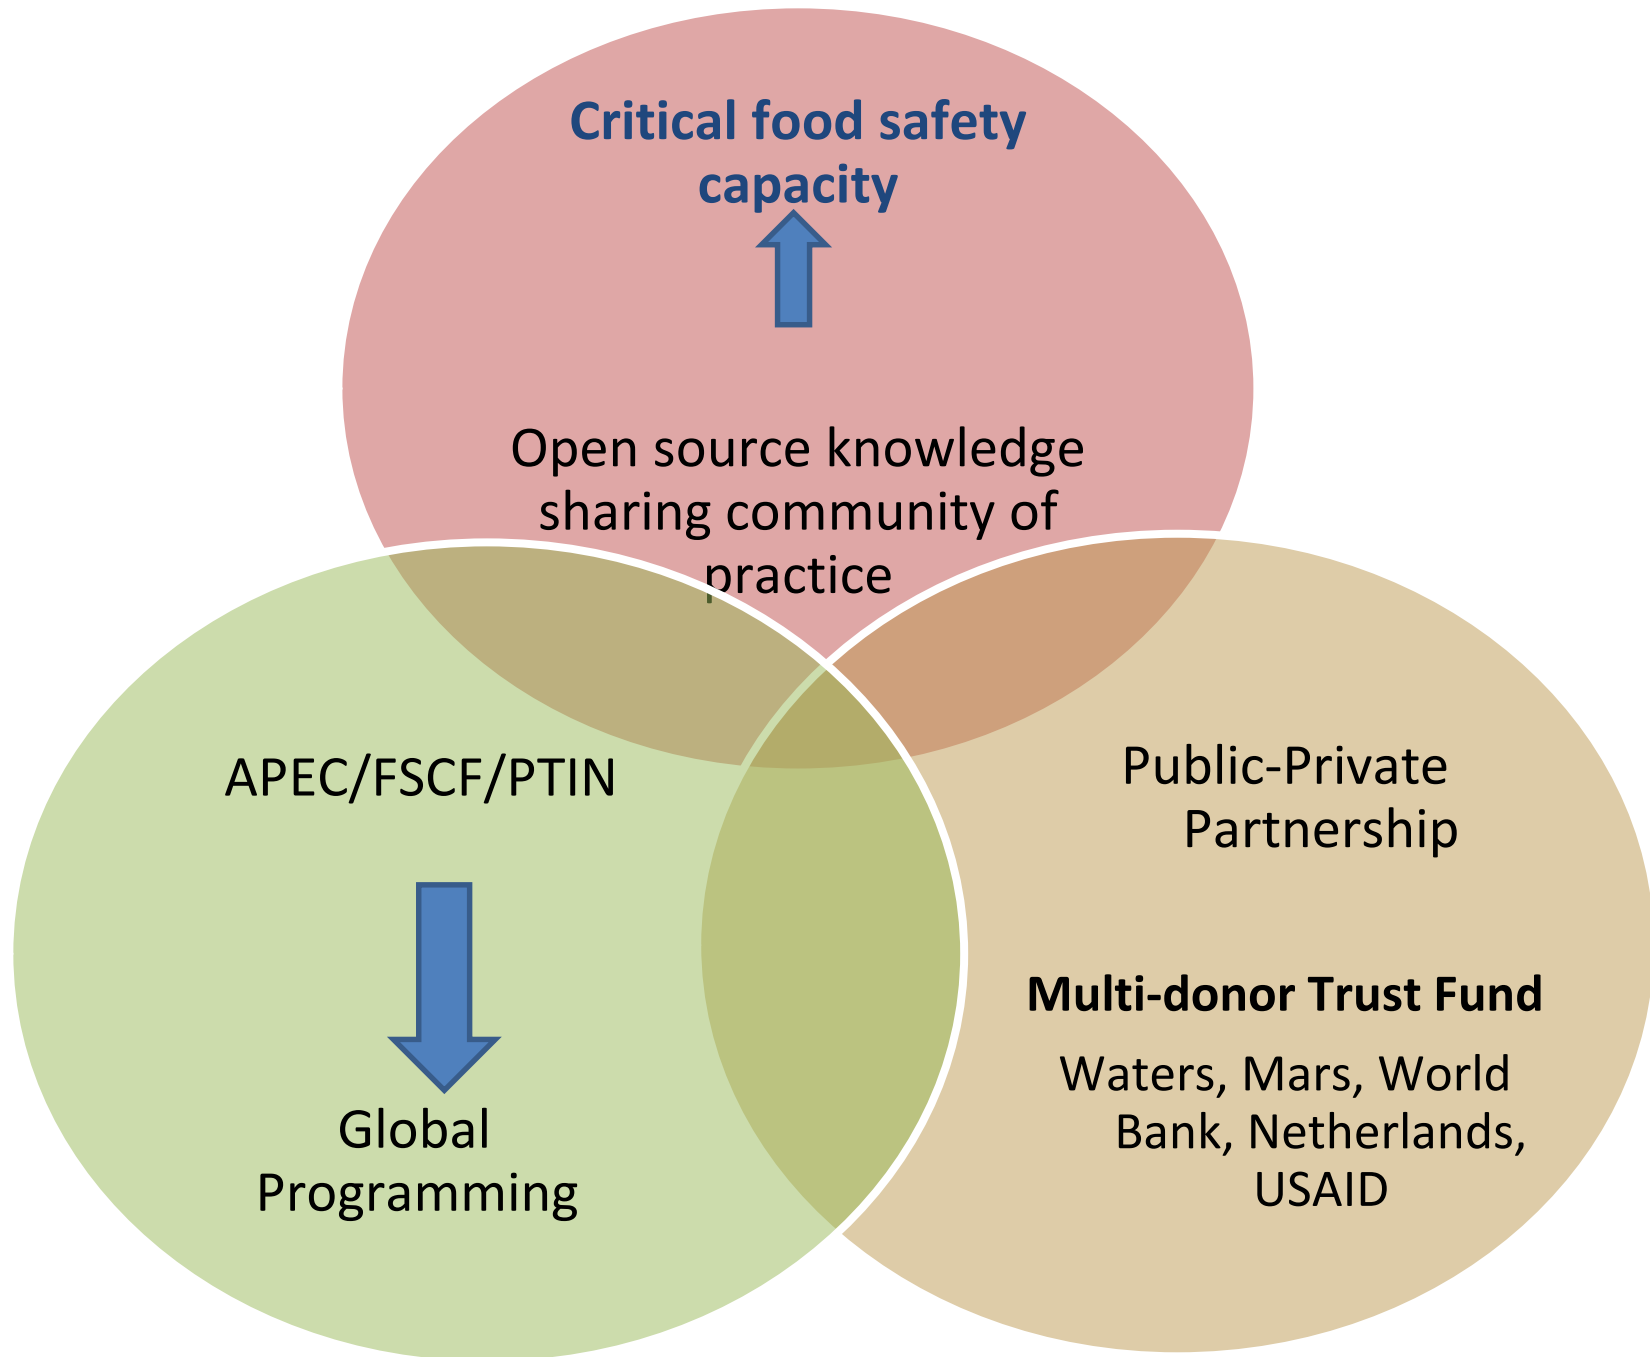 Critical food safety
capacity
Open source knowledge
sharing community of
practice
APEC/FSCF/PTIN
Global
Programming
Public-Private
Partnership
Multi-donor Trust Fund
Waters, Mars, World
Bank, Netherlands,
USAID